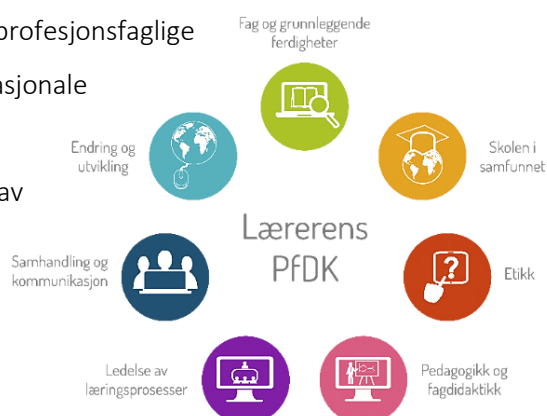 profesjonsfaglige
asjonale
av
Fag og grunnleggende
ferdigheter
Skolen i
samfunnet
Etikk
Pedagogikk og
fagdidaktikk
Ledelse av
læringsprosesser
Samhandling og
kommunikasjon
Endring og
utvikling
Lærerens
PfDK
?